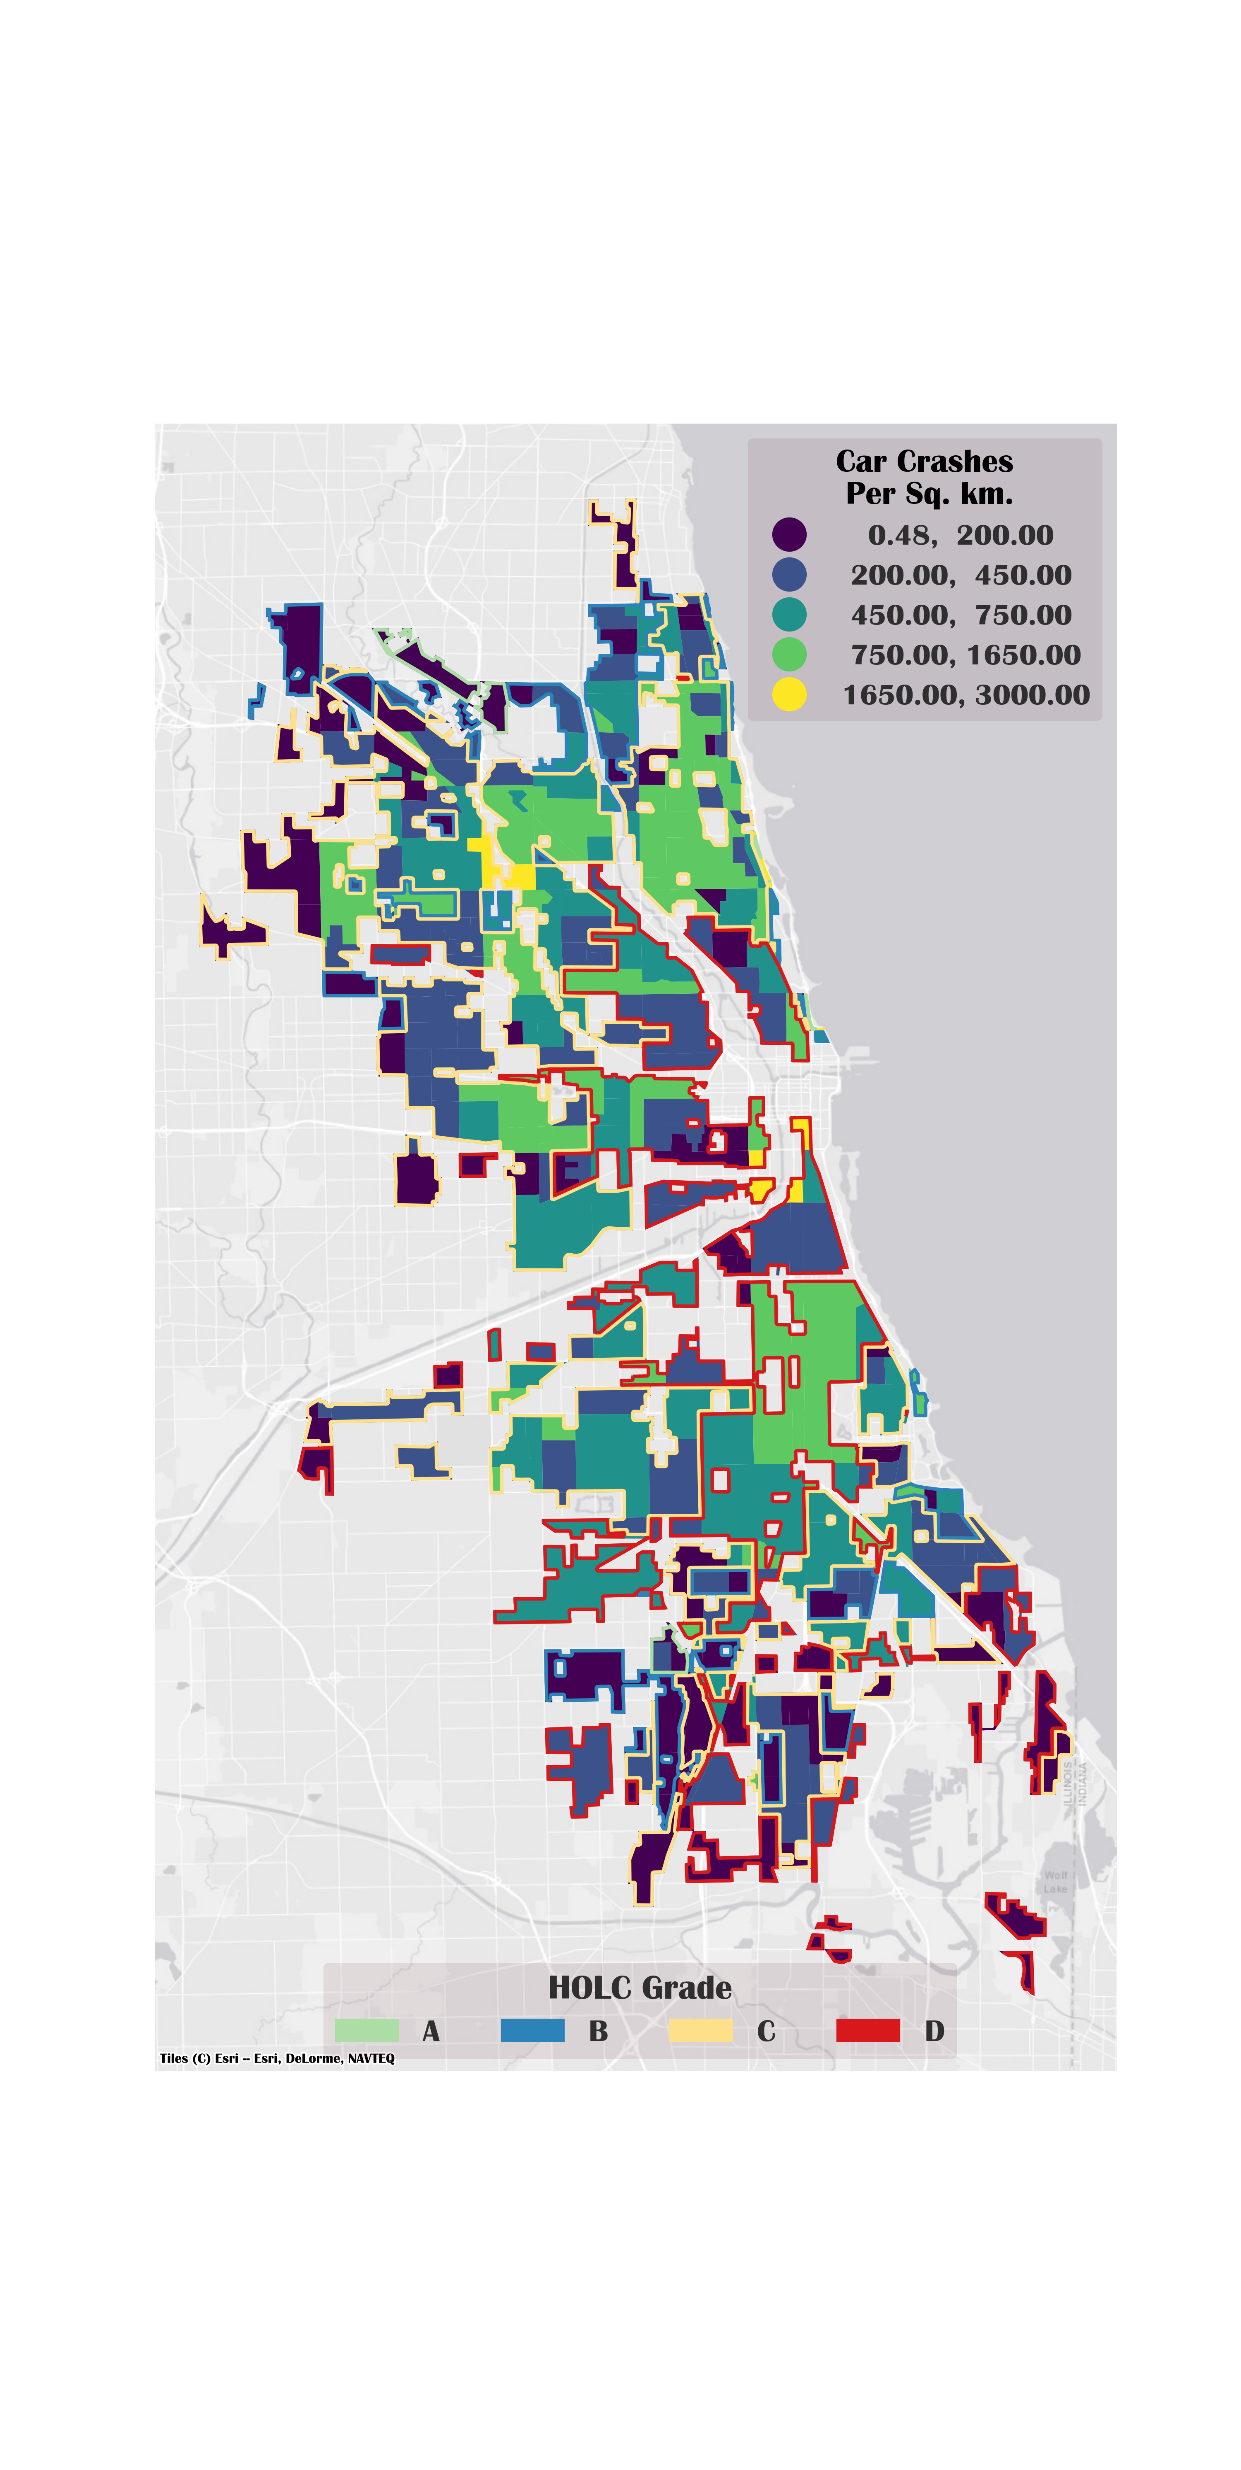 Car Crashes
Per Sq. km.
0.48, 200.00
200.00, 450.00
450.00, 750.00
750.00, 1650.00
1650.00, 3000.00
ILLINOIS
INDIANA
Wolf
Lake
HOLC Grade
A B C D
Tiles (C) Esri -- Esri, DeLorme, NAVTEQ